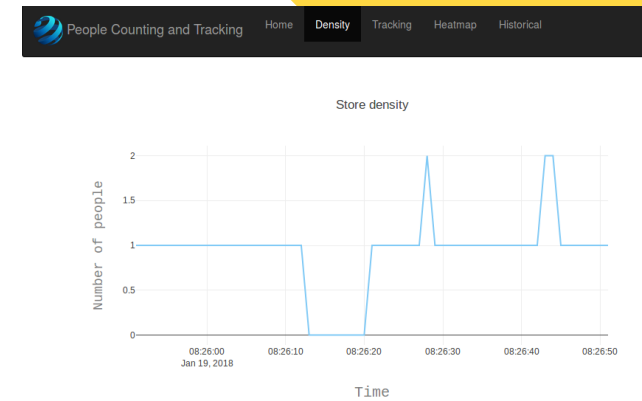 People Counting and Tracking Home Density Tracking Heatmap Historical
Store density
Number of people
2
1.5
1
0.5
0
08:26:00 08:26:10 08:26:20 08:26:30 08:26:40 08:26:50
Jan 19, 2018
Time